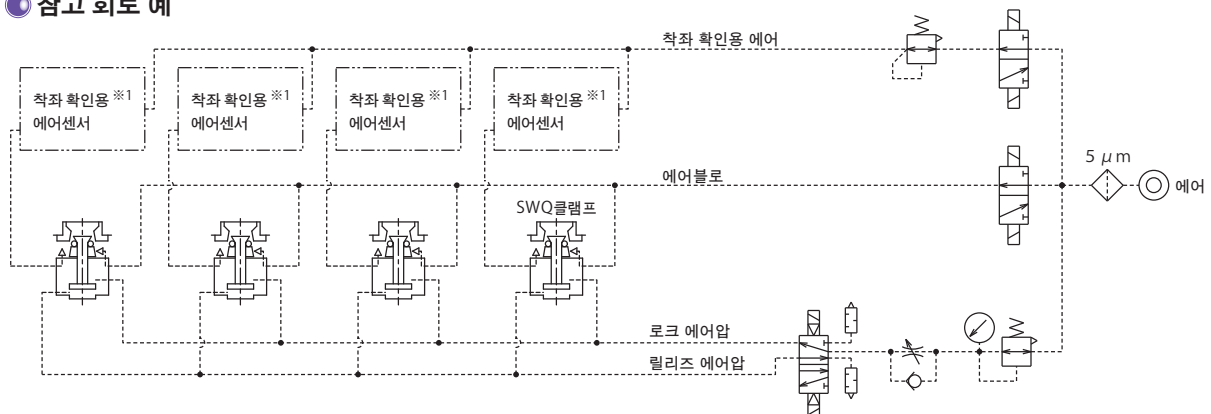 참고 회로 예
착좌 확인용 에어
착좌 확인용 ※1
에어센서
착좌 확인용 ※1
에어센서
착좌 확인용 ※1
에어센서
착좌 확인용 ※1
에어센서
5 μm
에어블로
에어
SWQ클램프
로크 에어압
릴리즈 에어압